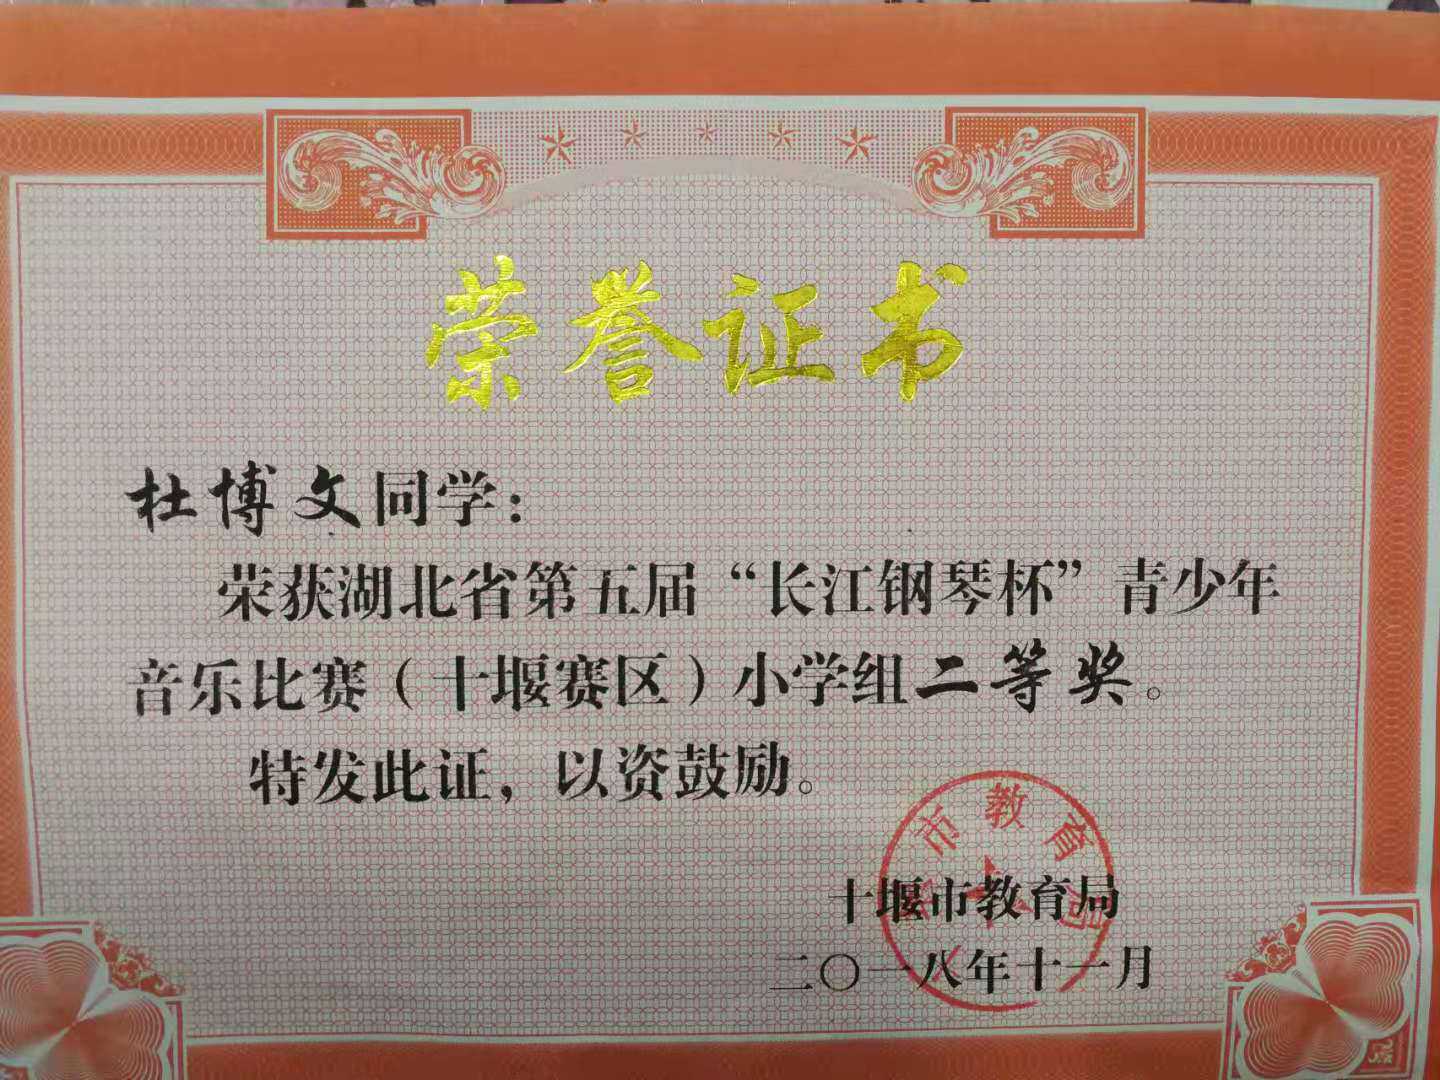 荣誉证书
杜博文同学：
荣获湖北省第五届“长江钢琴杯”青少年
音乐比赛（十堰赛区）小学组二等奖。
特发此证，以资鼓励。
市教育局
十堰市教育局
二〇一八年十一月